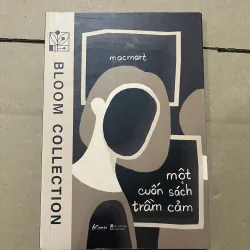 BLOOM COLLECTION
macmart
một
cuốn sách
trầm cảm